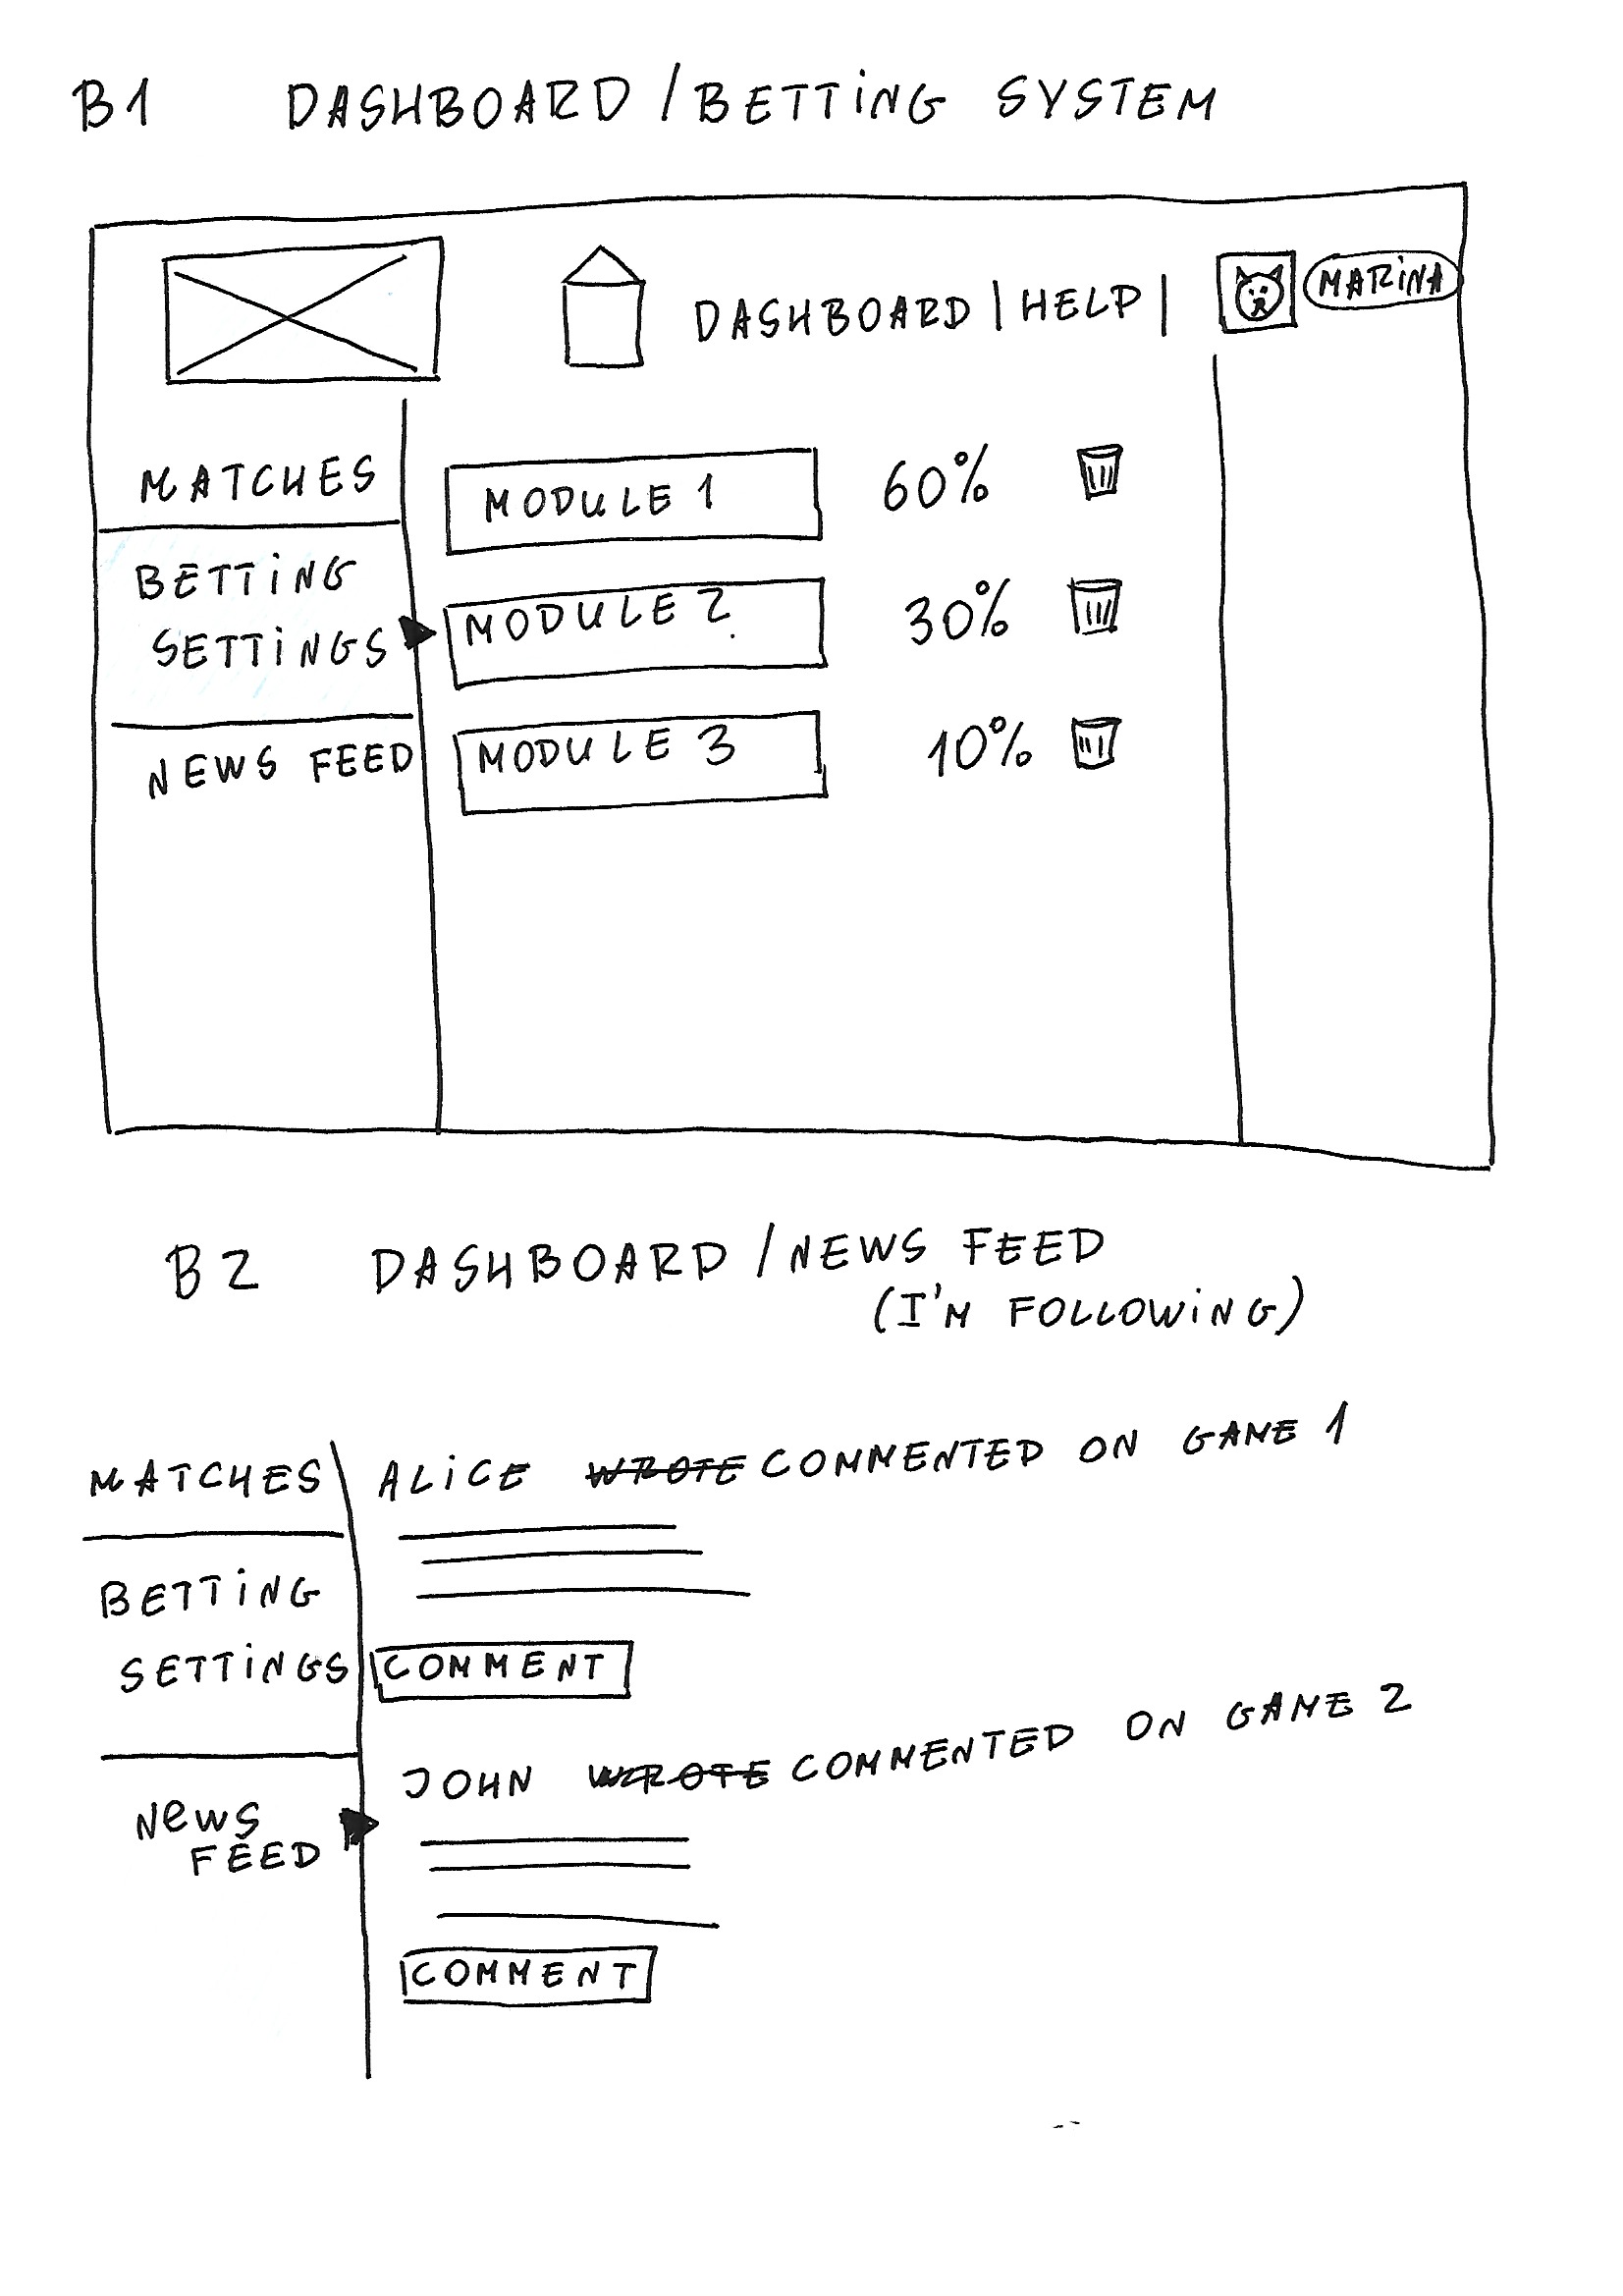 B1 DASHBOARD / BETTING SYSTEM
DASHBOARD | HELP | MARINA
MATCHES
BETTING
SETTINGS
NEWS FEED
MODULE 1 60%
MODULE 2 30%
MODULE 3 10%
B2 DASHBOARD / NEWS FEED
(I'M FOLLOWING)
MATCHES
BETTING
SETTINGS
NEWS
FEED
ALICE WROTE COMMENTED ON GAME 1
COMMENT
JOHN WROTE COMMENTED ON GAME 2
COMMENT